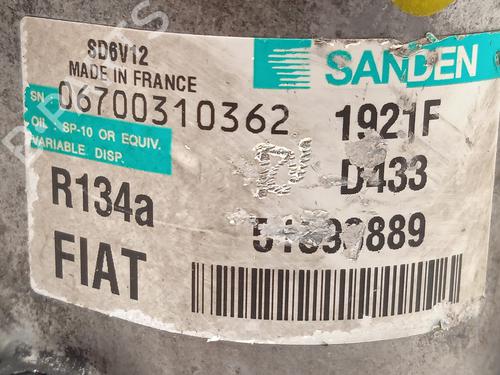 SD6V12
MADE IN FRANCE
SANDEN
SN 06700310362
1921F
OIL : SP-10 OR EQUIV.
VARIABLE DISP.
D433
R134a
FIAT